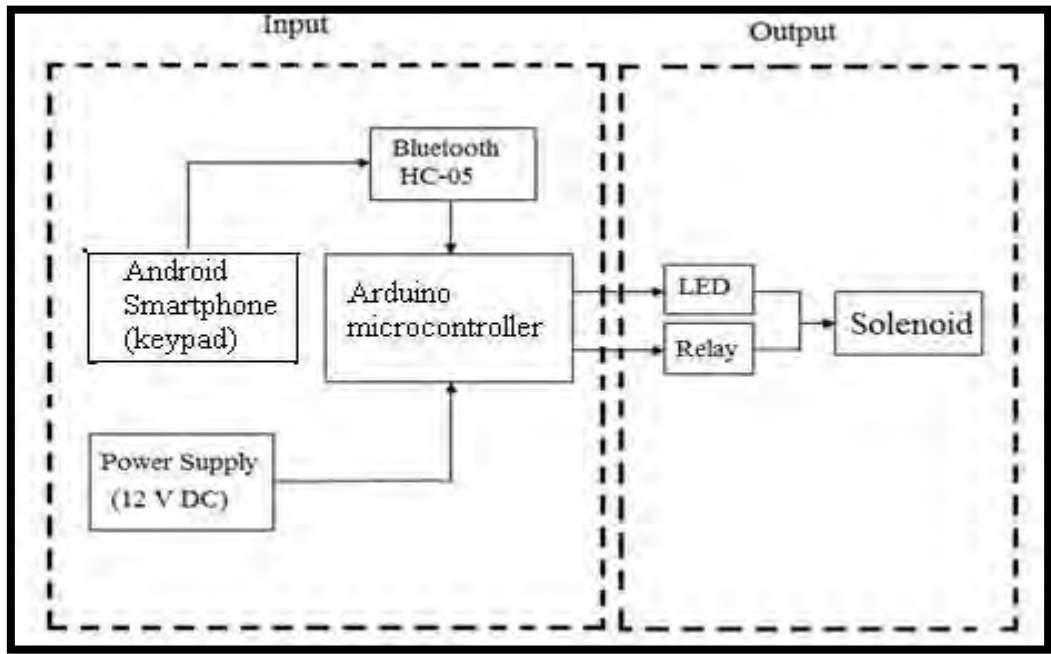 Input
Output
Bluetooth
HC-05
Android
Smartphone
(keypad)
Arduino
microcontroller
LED
Relay
Solenoid
Power Supply
(12 V DC)